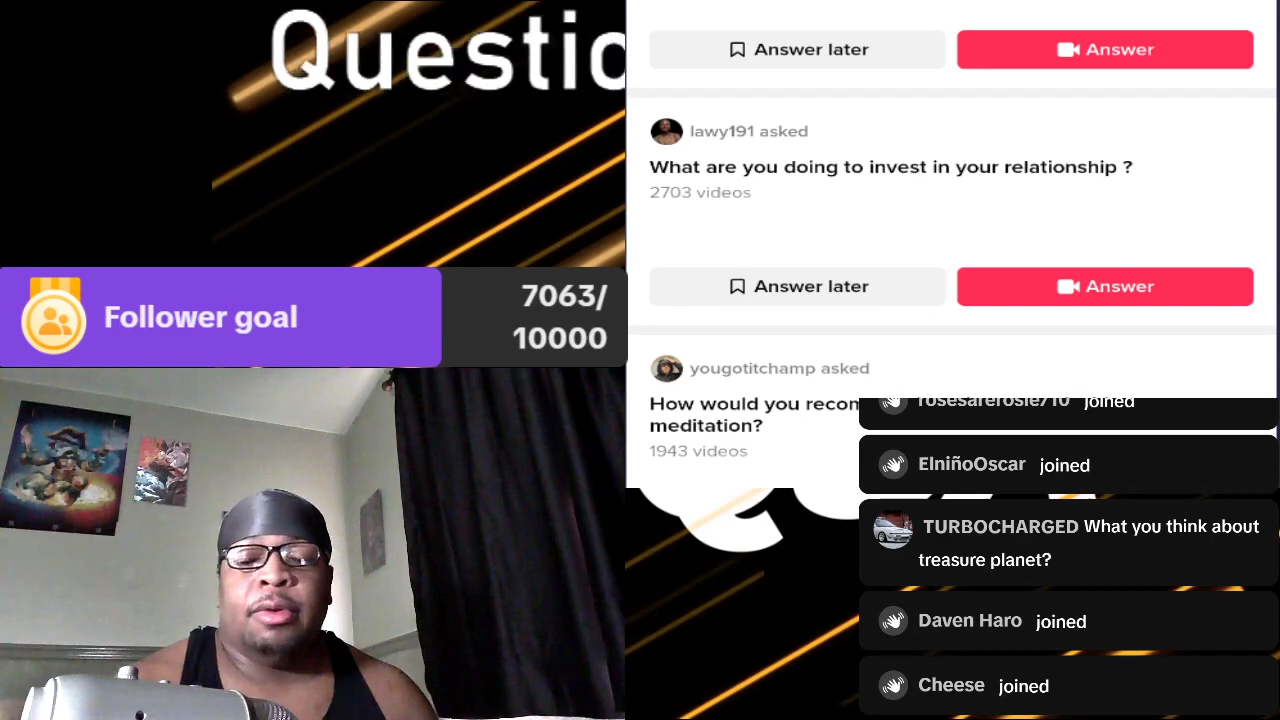 Questio
Answer later
Answer
lawy191 asked
What are you doing to invest in your relationship ?
2703 videos
Answer later
Answer
Follower goal
7063/
10000
yougotitchamp asked
How would you recom
meditation?
1943 videos
rosesarerosie710 joined
ElniñoOscar joined
TURBOCHARGED What you think about
treasure planet?
Daven Haro joined
Cheese joined